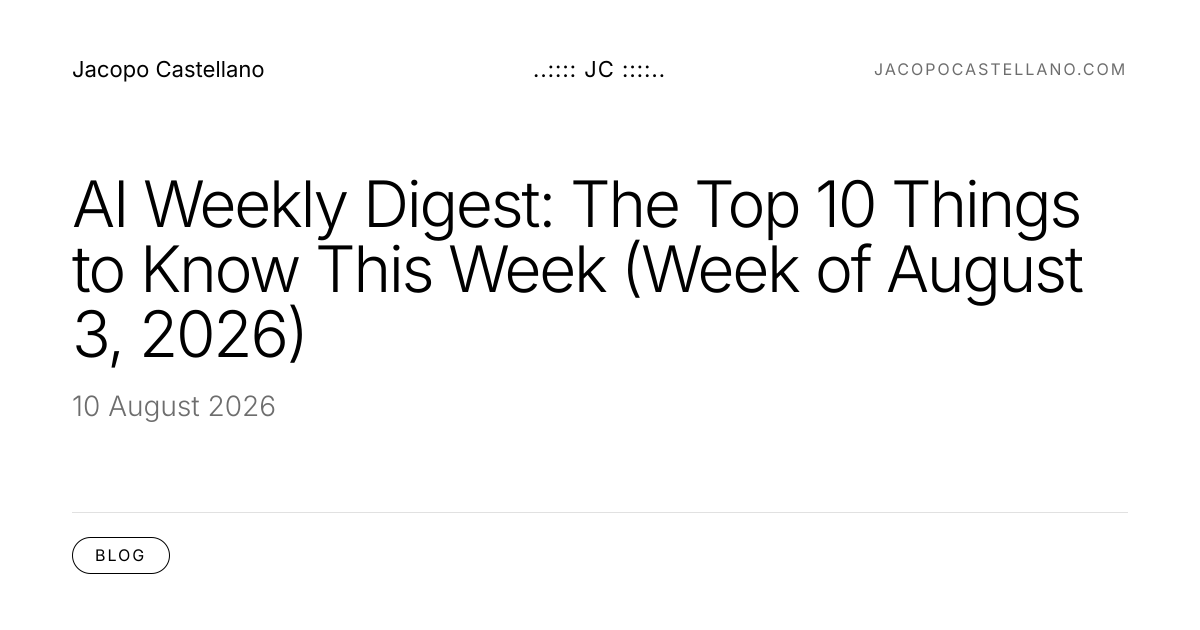 Jacopo Castellano
..:::: JC ::::..
JACOPOCASTELLANO.COM
AI Weekly Digest: The Top 10 Things
to Know This Week (Week of August
3, 2026)
10 August 2026
BLOG